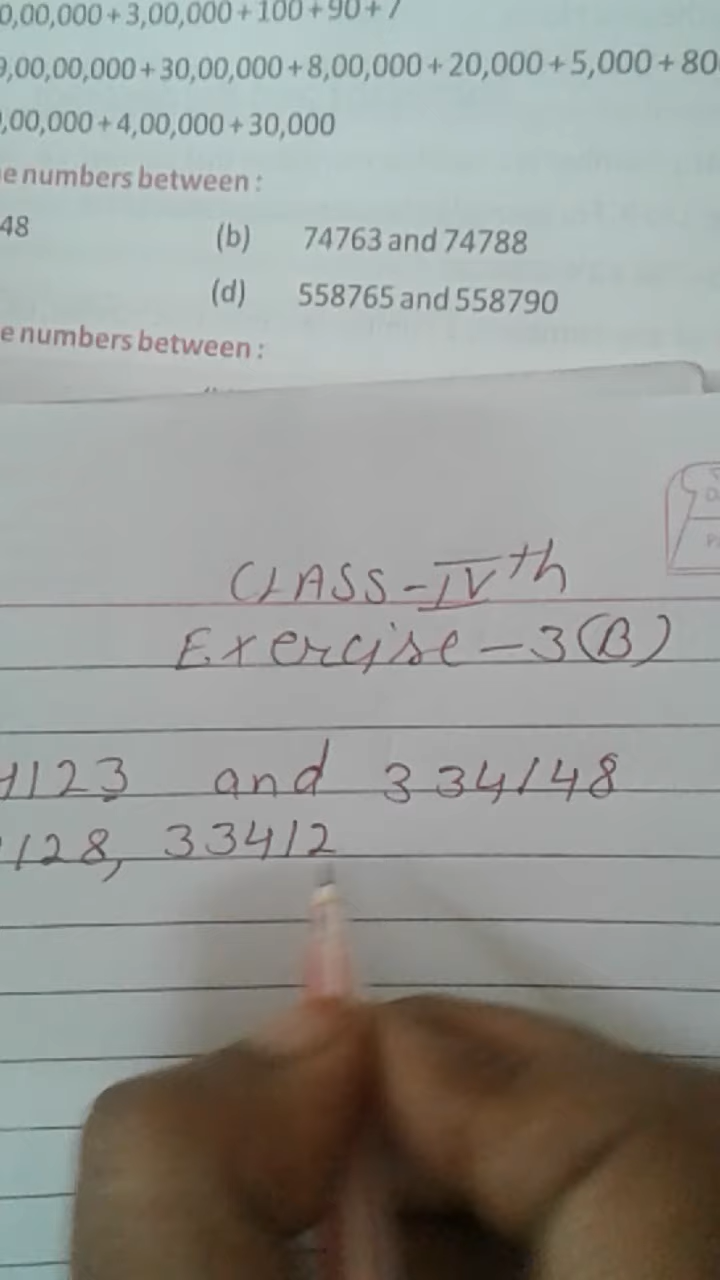 0,00,000 + 3,00,000 + 100 + 90 + 7
9,00,00,000 + 30,00,000 + 8,00,000 + 20,000 + 5,000 + 80
,00,000 + 4,00,000 + 30,000
e numbers between :
48 (b) 74763 and 74788
(d) 558765 and 558790
e numbers between :
CLASS - IVth
Exercise - 3(B)
4123 and 334148
128, 33412